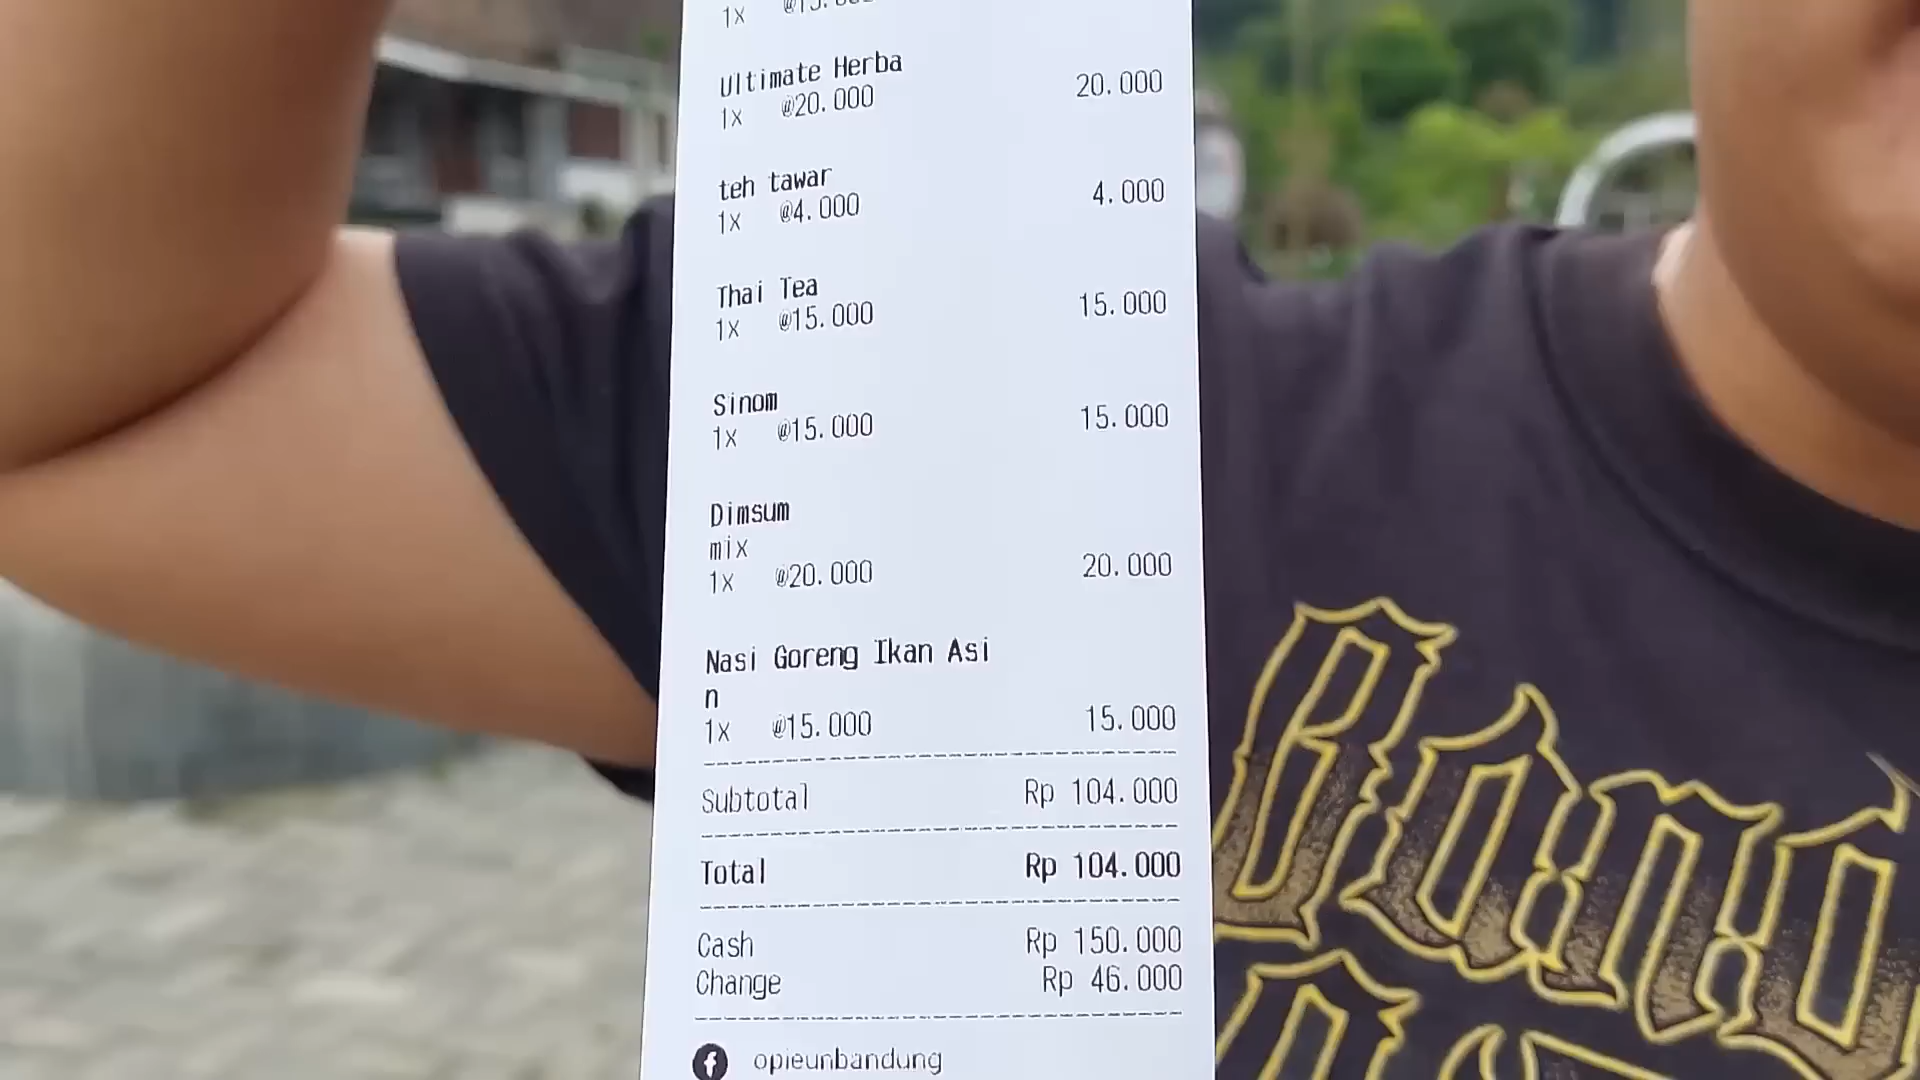 1x @15.
Ultimate Herba
1x @20.000 20.000
teh tawar
1x @4.000 4.000
Thai Tea
1x @15.000 15.000
Sinom
1x @15.000 15.000
Dimsum
mix
1x @20.000 20.000
Nasi Goreng Ikan Asi
n
1x @15.000 15.000
Subtotal Rp 104.000
Total Rp 104.000
Cash Rp 150.000
Change Rp 46.000
opieunbandung